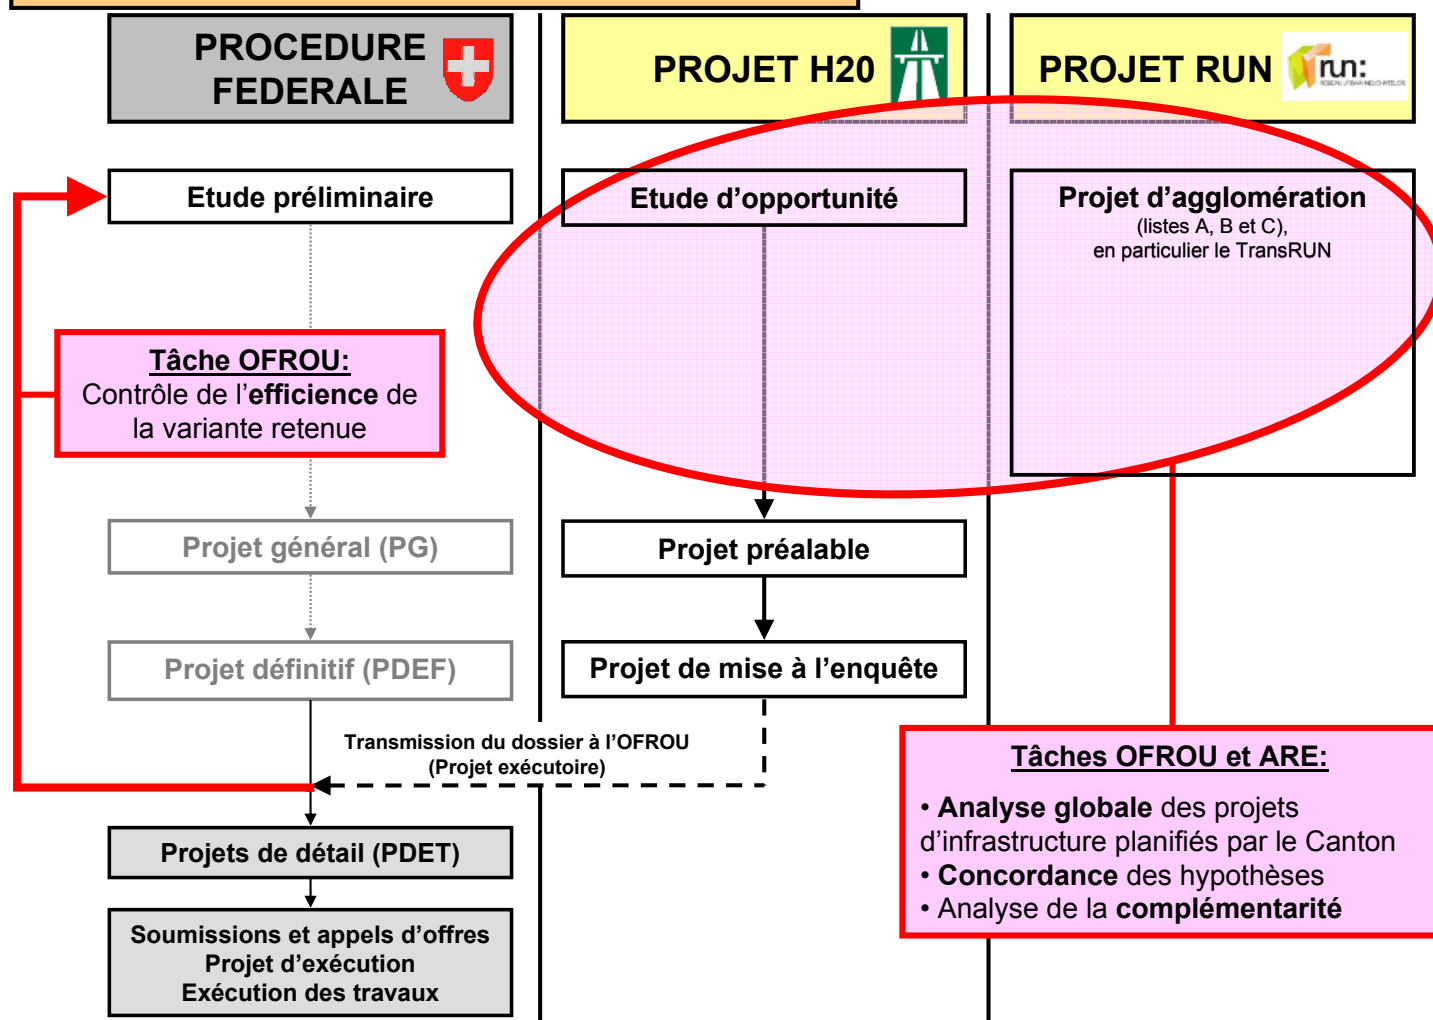 PROCEDURE
FEDERALE
PROJET H20
PROJET RUN
run:
RESEAU URBAIN NEUCHATELOIS
Etude préliminaire
Etude d’opportunité
Projet d’agglomération
(listes A, B et C),
en particulier le TransRUN
Tâche OFROU:
Contrôle de l’efficience de
la variante retenue
Projet général (PG)
Projet préalable
Projet définitif (PDEF)
Projet de mise à l’enquête
Transmission du dossier à l’OFROU
(Projet exécutoire)
Tâches OFROU et ARE:
• Analyse globale des projets
d’infrastructure planifiés par le Canton
• Concordance des hypothèses
• Analyse de la complémentarité
Projets de détail (PDET)
Soumissions et appels d’offres
Projet d’exécution
Exécution des travaux